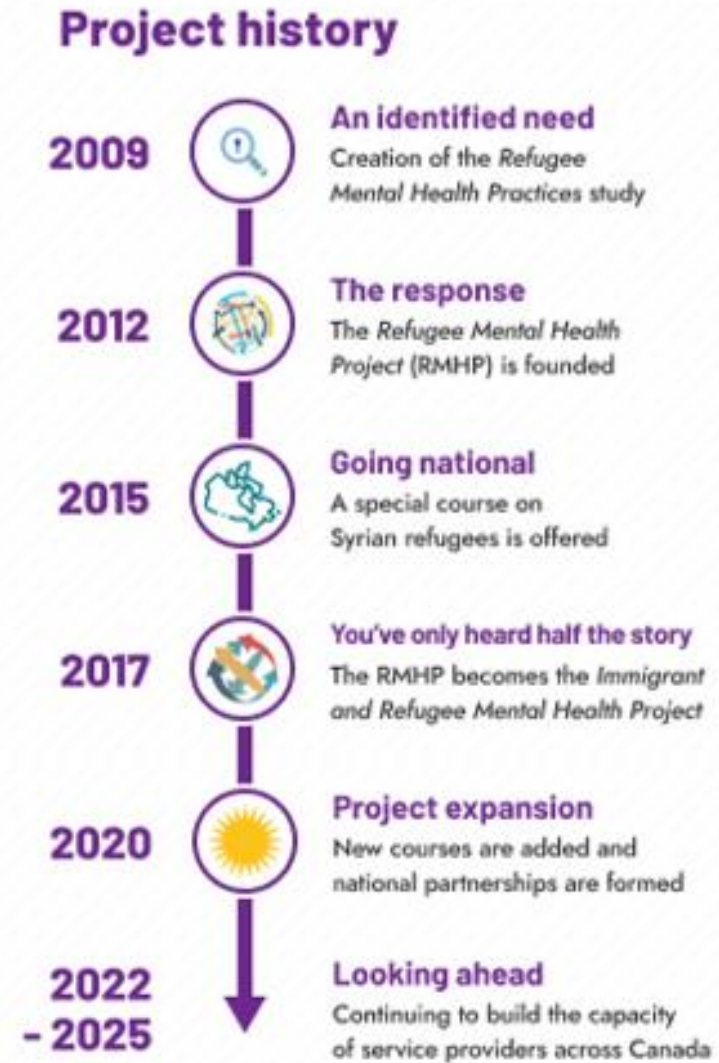 Project history
2009
An identified need
Creation of the Refugee
Mental Health Practices study
2012
The response
The Refugee Mental Health
Project (RMHP) is founded
2015
Going national
A special course on
Syrian refugees is offered
2017
You've only heard half the story
The RMHP becomes the Immigrant
and Refugee Mental Health Project
2020
Project expansion
New courses are added and
national partnerships are formed
2022
- 2025
Looking ahead
Continuing to build the capacity
of service providers across Canada